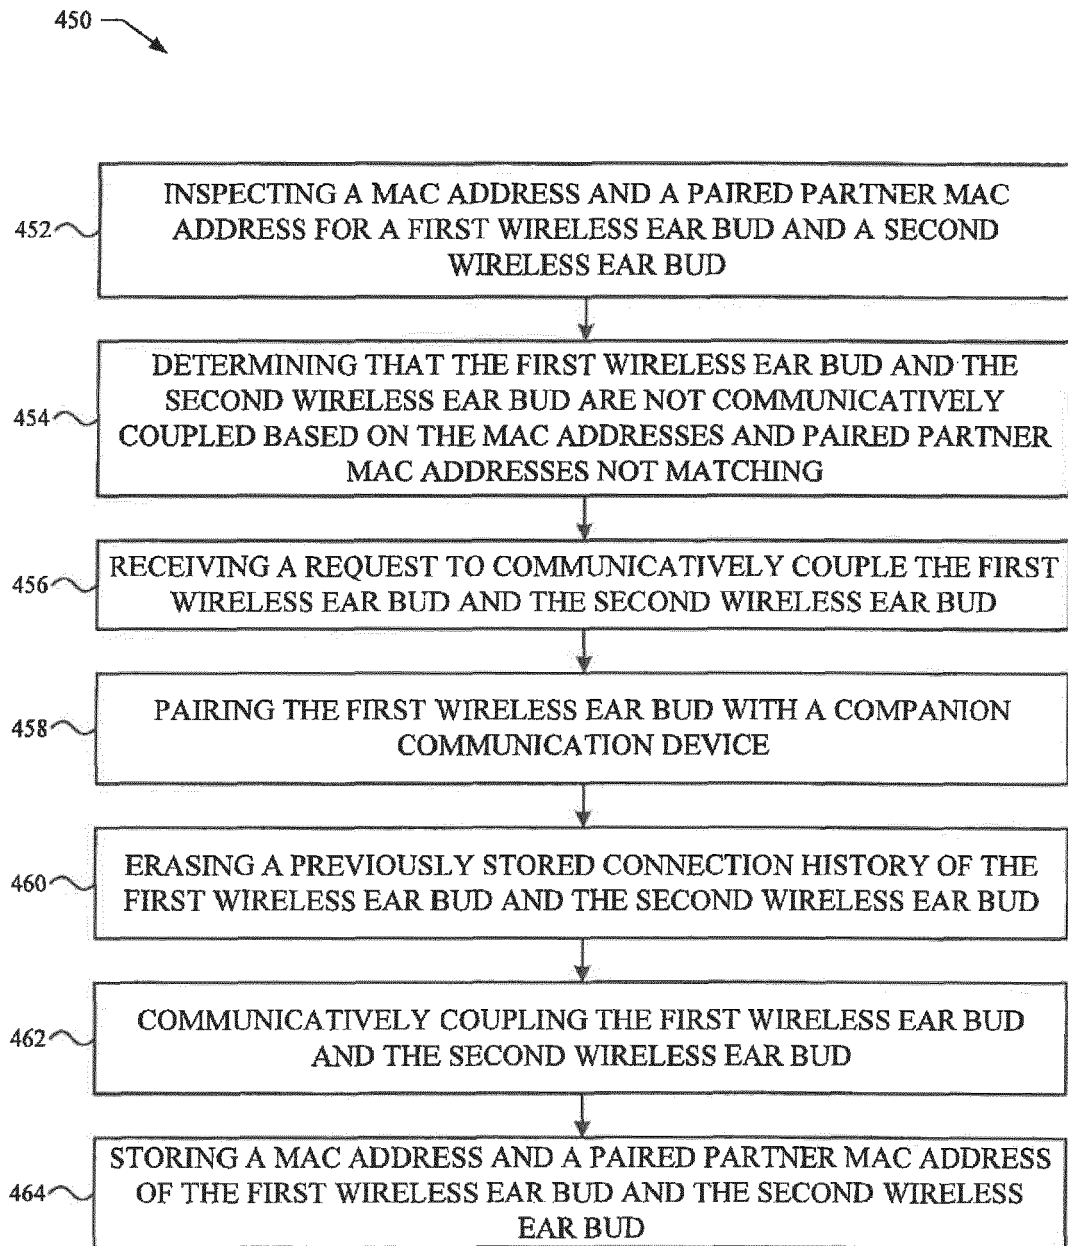 450
INSPECTING A MAC ADDRESS AND A PAIRED PARTNER MAC
ADDRESS FOR A FIRST WIRELESS EAR BUD AND A SECOND
WIRELESS EAR BUD
452
DETERMINING THAT THE FIRST WIRELESS EAR BUD AND THE
SECOND WIRELESS EAR BUD ARE NOT COMMUNICATIVELY
COUPLED BASED ON THE MAC ADDRESSES AND PAIRED PARTNER
MAC ADDRESSES NOT MATCHING
454
RECEIVING A REQUEST TO COMMUNICATIVELY COUPLE THE FIRST
WIRELESS EAR BUD AND THE SECOND WIRELESS EAR BUD
456
PAIRING THE FIRST WIRELESS EAR BUD WITH A COMPANION
COMMUNICATION DEVICE
458
ERASING A PREVIOUSLY STORED CONNECTION HISTORY OF THE
FIRST WIRELESS EAR BUD AND THE SECOND WIRELESS EAR BUD
460
COMMUNICATIVELY COUPLING THE FIRST WIRELESS EAR BUD
AND THE SECOND WIRELESS EAR BUD
462
STORING A MAC ADDRESS AND A PAIRED PARTNER MAC ADDRESS
OF THE FIRST WIRELESS EAR BUD AND THE SECOND WIRELESS
EAR BUD
464